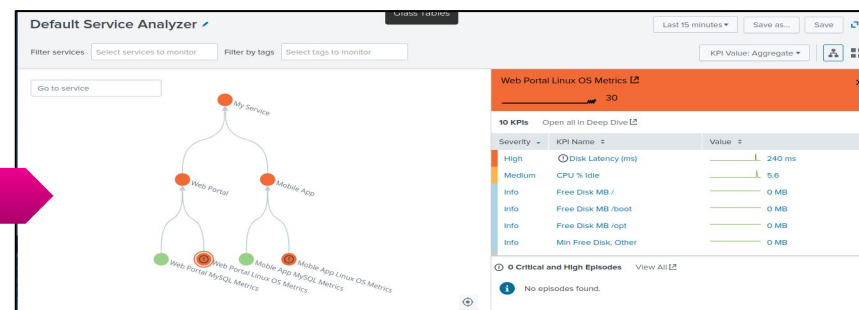 Glass Tables
Default Service Analyzer
Last 15 minutes
Save as...
Save
Filter services
Select services to monitor
Filter by tags
Select tags to monitor
KPI Value: Aggregate
Go to service
My Service
Web Portal
Mobile App
Web Portal MySQL Metrics
Web Portal Linux OS Metrics
Mobile App MySQL Metrics
Mobile App Linux OS Metrics
Web Portal Linux OS Metrics
30
10 KPIs Open all in Deep Dive
Severity KPI Name Value
High Disk Latency (ms) 240 ms
Medium CPU % Idle 5.6
Info Free Disk MB / 0 MB
Info Free Disk MB /boot 0 MB
Info Free Disk MB /opt 0 MB
Info Min Free Disk, Other 0 MB
0 Critical and High Episodes View All
No episodes found.